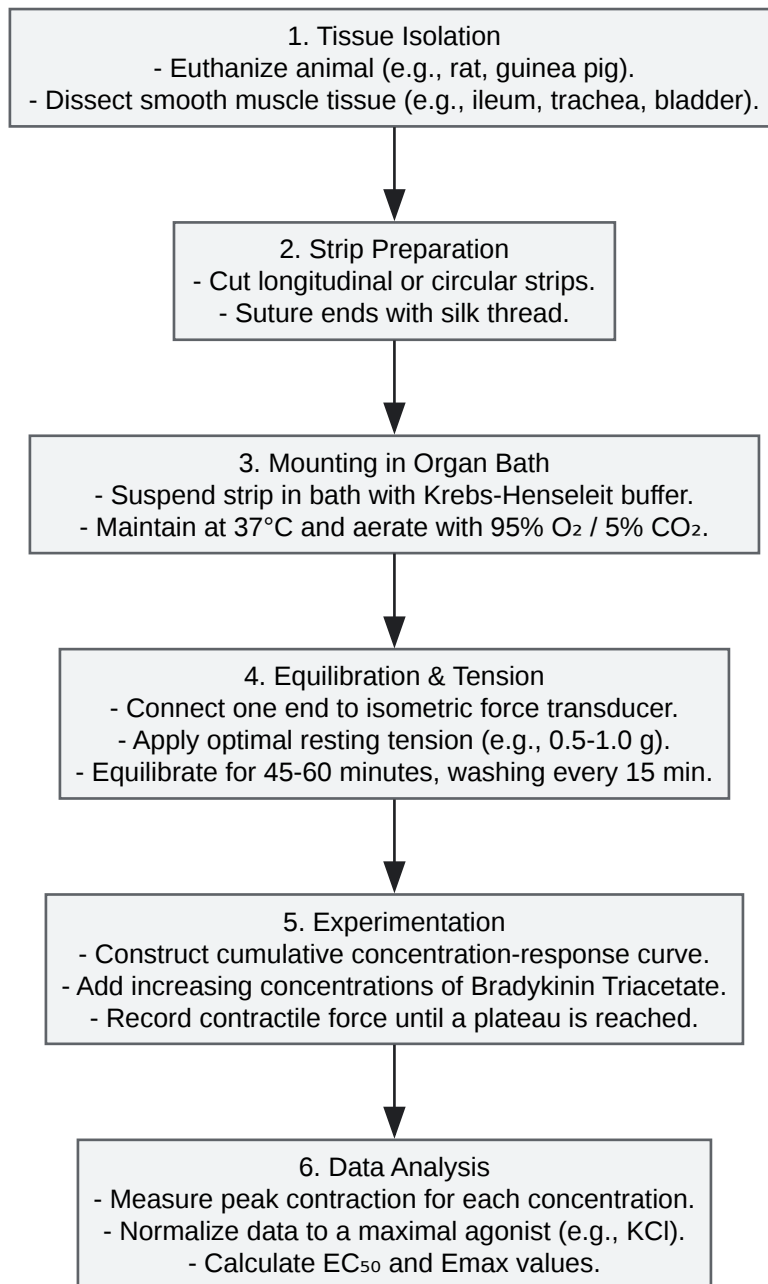 1. Tissue Isolation
- Euthanize animal (e.g., rat, guinea pig).
- Dissect smooth muscle tissue (e.g., ileum, trachea, bladder).
2. Strip Preparation
- Cut longitudinal or circular strips.
- Suture ends with silk thread.
3. Mounting in Organ Bath
- Suspend strip in bath with Krebs-Henseleit buffer.
- Maintain at 37°C and aerate with 95% O₂ / 5% CO₂.
4. Equilibration & Tension
- Connect one end to isometric force transducer.
- Apply optimal resting tension (e.g., 0.5-1.0 g).
- Equilibrate for 45-60 minutes, washing every 15 min.
5. Experimentation
- Construct cumulative concentration-response curve.
- Add increasing concentrations of Bradykinin Triacetate.
- Record contractile force until a plateau is reached.
6. Data Analysis
- Measure peak contraction for each concentration.
- Normalize data to a maximal agonist (e.g., KCl).
- Calculate EC₅₀ and Emax values.